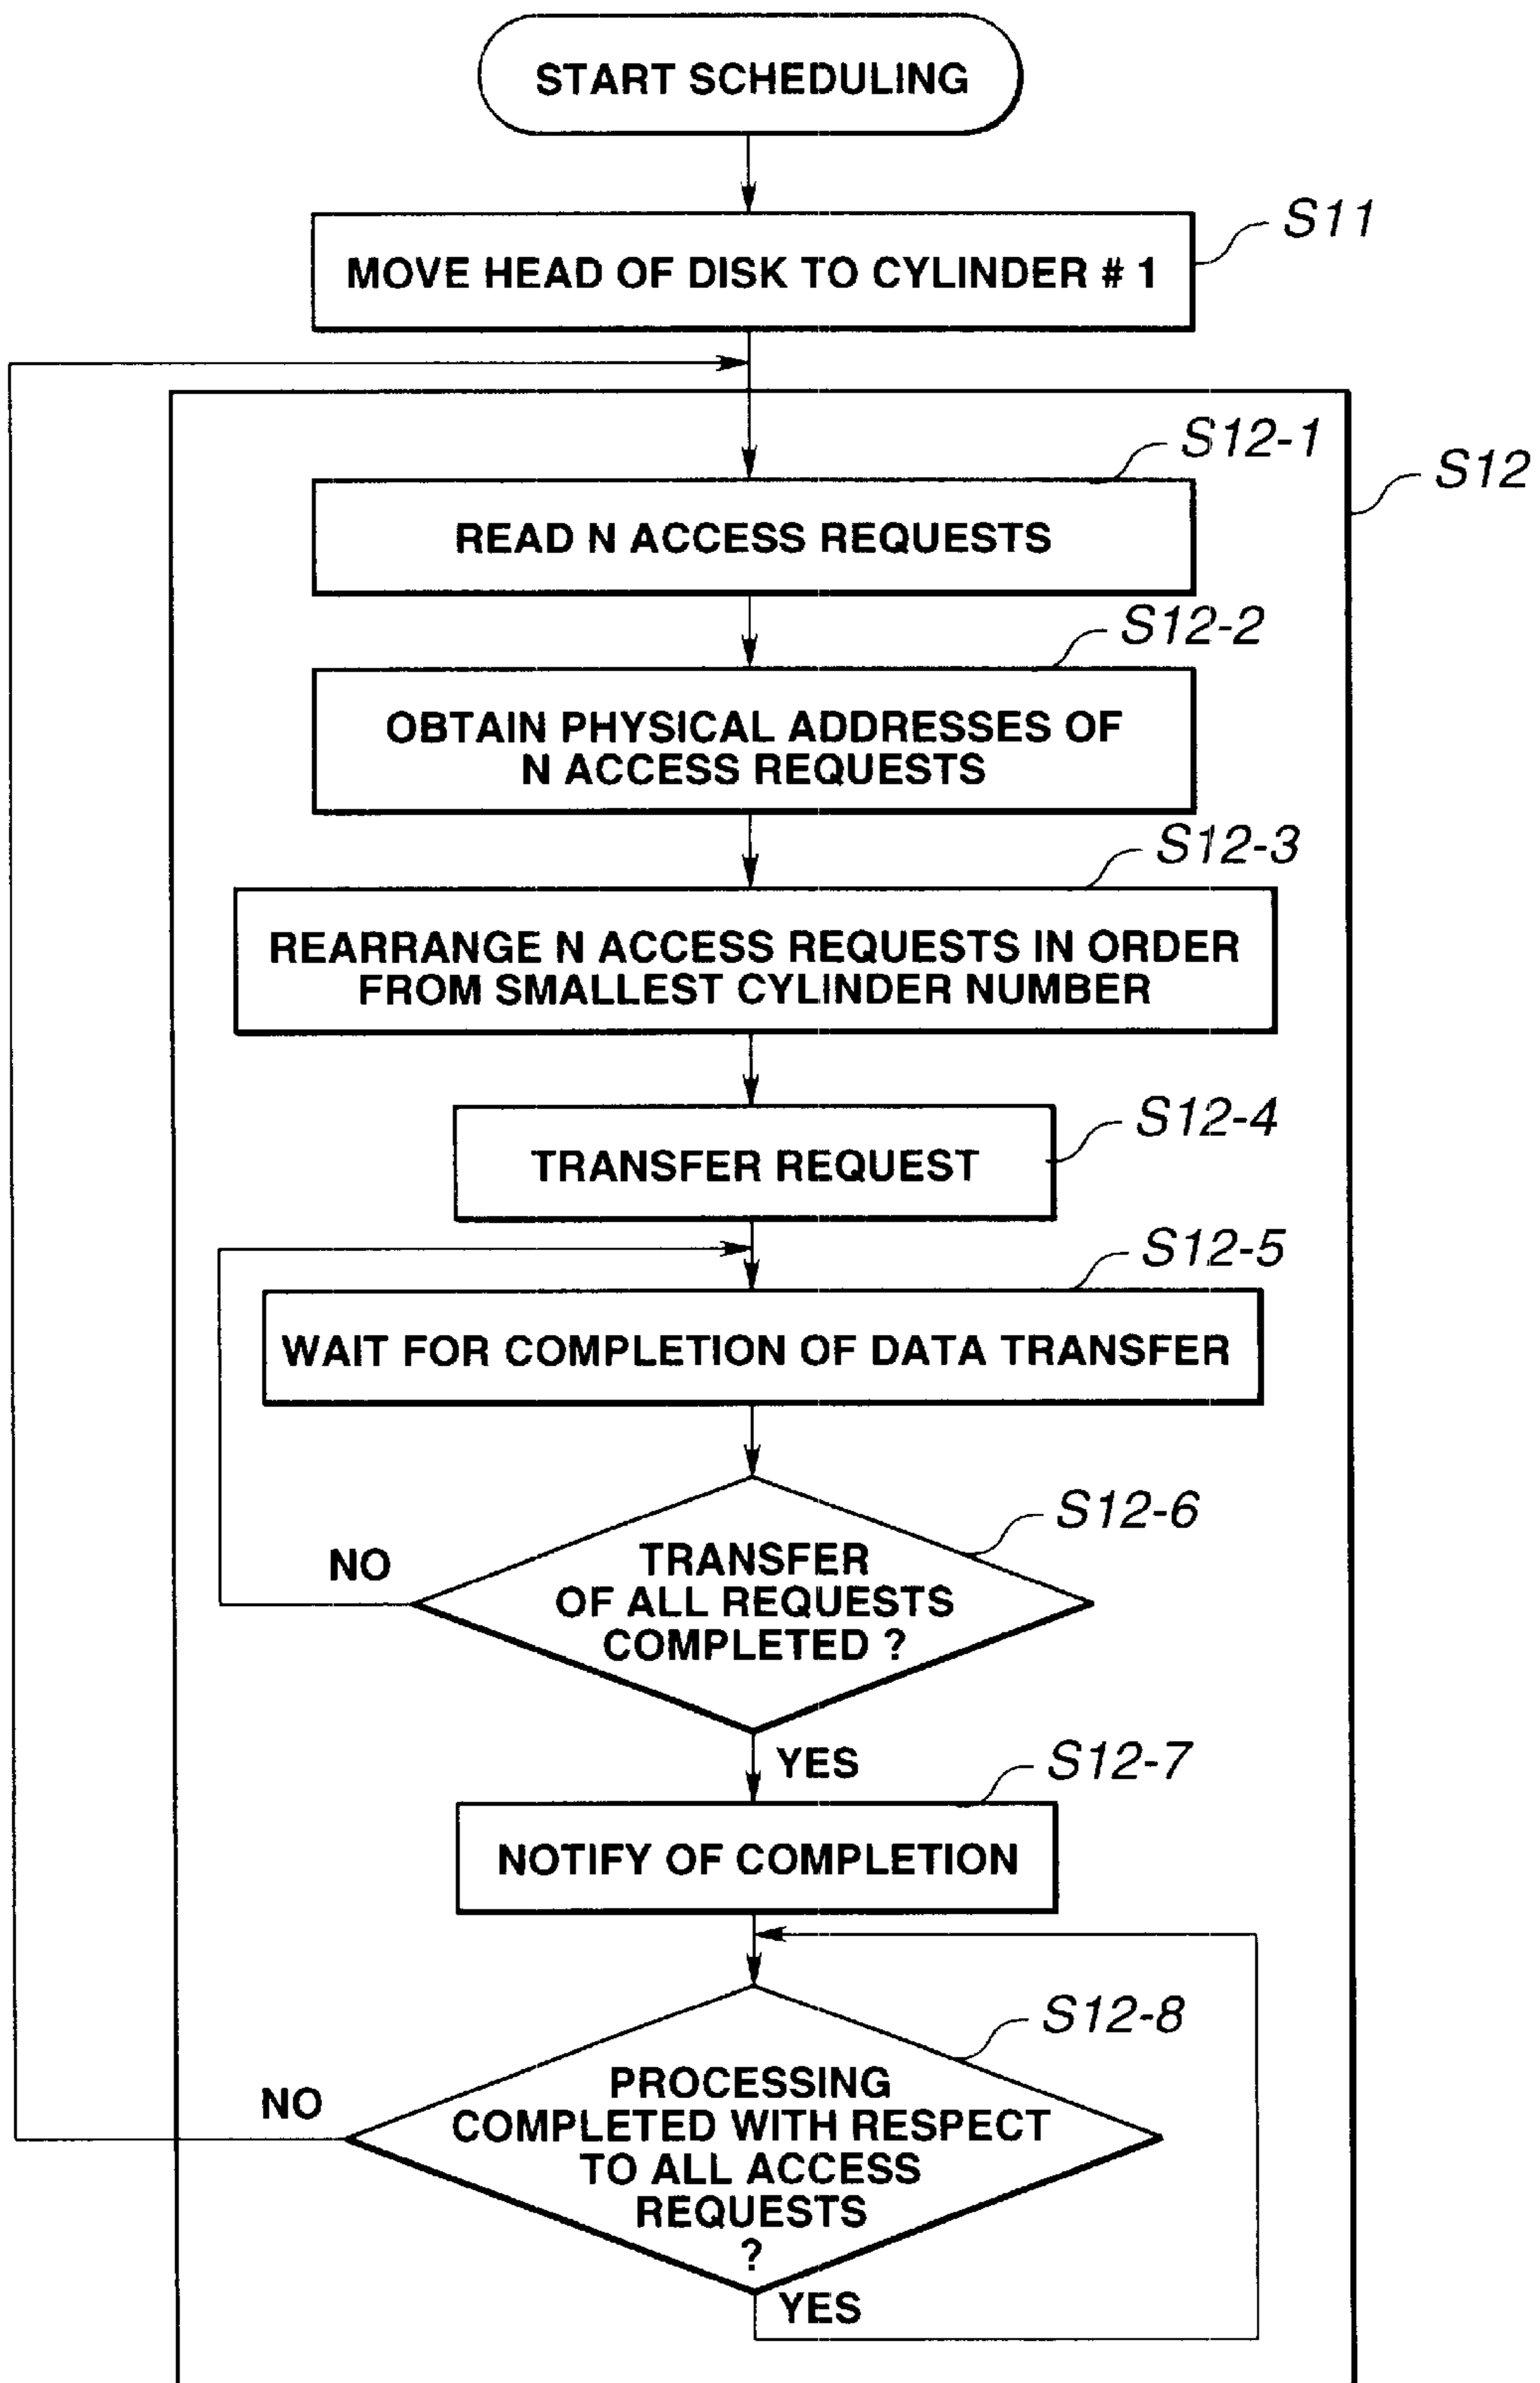 START SCHEDULING
S11
MOVE HEAD OF DISK TO CYLINDER # 1
S12-1
S12
READ N ACCESS REQUESTS
S12-2
OBTAIN PHYSICAL ADDRESSES OF
N ACCESS REQUESTS
S12-3
REARRANGE N ACCESS REQUESTS IN ORDER
FROM SMALLEST CYLINDER NUMBER
S12-4
TRANSFER REQUEST
S12-5
WAIT FOR COMPLETION OF DATA TRANSFER
S12-6
NO
TRANSFER
OF ALL REQUESTS
COMPLETED ?
YES
S12-7
NOTIFY OF COMPLETION
S12-8
NO
PROCESSING
COMPLETED WITH RESPECT
TO ALL ACCESS
REQUESTS
?
YES